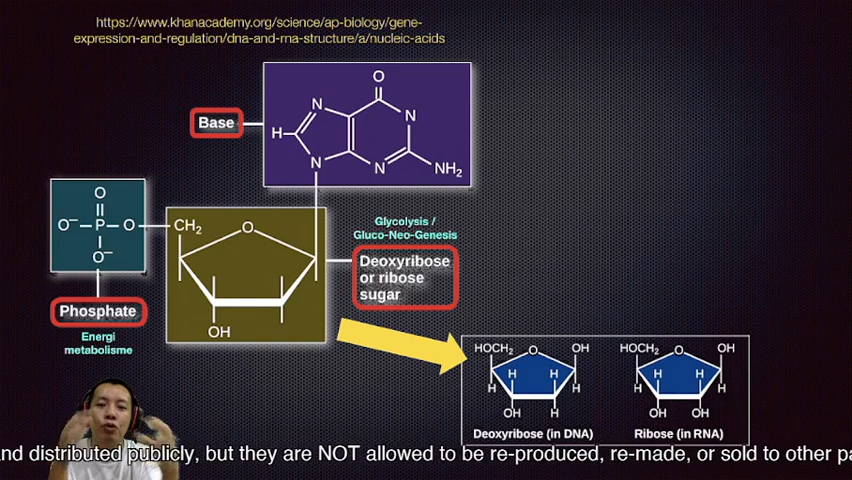 https://www.khanacademy.org/science/ap-biology/gene-
expression-and-regulation/dna-and-rna-structure/a/nucleic-acids
O
N
N
Base
H
N
N
NH₂
O
O⁻
P
O
CH₂
O
O⁻
Glycolysis /
Gluco-Neo-Genesis
Deoxyribose
or ribose
sugar
Phosphate
OH
Energi
metabolisme
HOCH₂
O
OH
HOCH₂
O
OH
H
H
H
H
H
H
H
H
OH
H
OH
OH
Deoxyribose (in DNA)
Ribose (in RNA)
nd distributed publicly, but they are NOT allowed to be re-produced, re-made, or sold to other pa